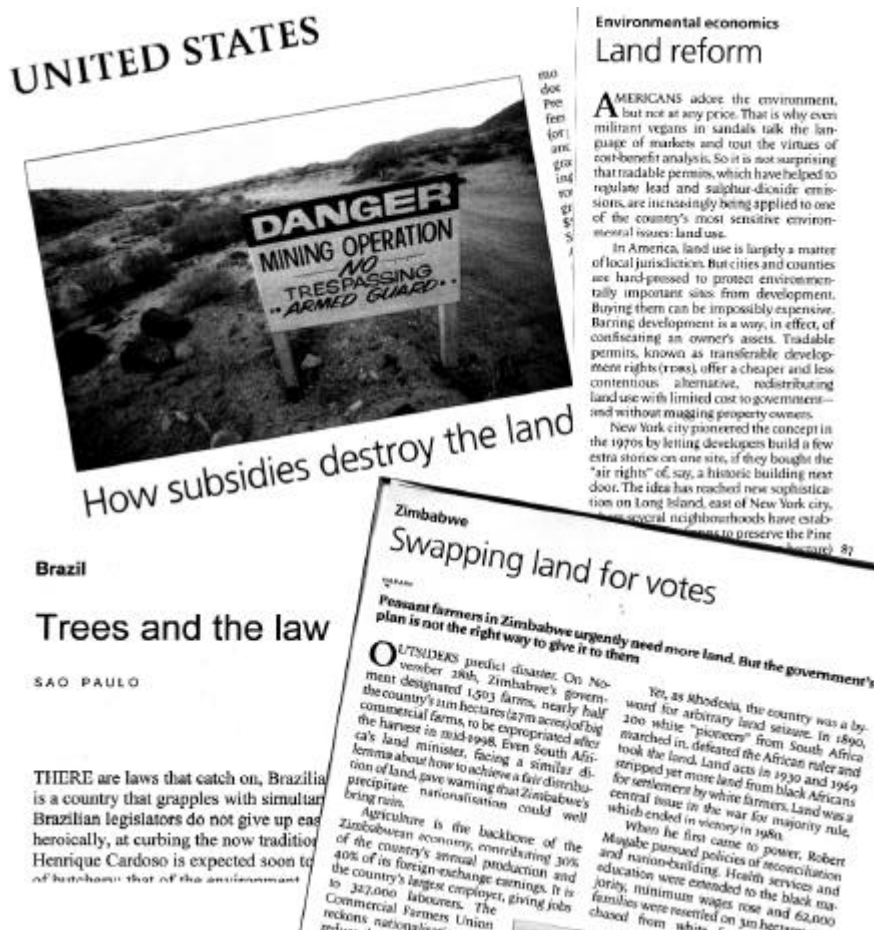 UNITED STATES
DANGER
MINING OPERATION
NO
TRESPASSING
ARMED GUARD
How subsidies destroy the land
Environmental economics
Land reform
AMERICANS adore the environment,
but not at any price. That is why even
militant vegans in sandals talk the lan-
guage of markets and tout the virtues of
cost-benefit analysis. So it is not surprising
that tradable permits, which have helped to
regulate lead and sulphur-dioxide emis-
sions, are increasingly being applied to one
of the country's most sensitive environ-
mental issues: land use.
In America, land use is largely a matter
of local jurisdiction. But cities and counties
are hard-pressed to protect environmen-
tally important sites from development.
Buying them can be impossibly expensive.
Barring development is a way, in effect, of
confiscating an owner's assets. Tradable
permits, known as transferable develop-
ment rights (TDRs), offer a cheaper and less
contentious alternative, redistributing
land use with limited cost to government—
and without mugging property owners.
New York city pioneered the concept in
the 1970s by letting developers build a few
extra stories on one site, if they bought the
"air rights" of, say, a historic building next
door. The idea has reached new sophistica-
tion on Long Island, east of New York city,
several neighbourhoods have estab-
to preserve the Pine
87
Brazil
Trees and the law
SAO PAULO
THERE are laws that catch on, Brazilia
is a country that grapples with simultan
Brazilian legislators do not give up eas
heroically, at curbing the now tradition
Henrique Cardoso is expected soon to
of butchery: that of the environment
Zimbabwe
Swapping land for votes
Peasant farmers in Zimbabwe urgently need more land. But the government's
plan is not the right way to give it to them
OUTSIDERS predict disaster. On No-
vember 28th, Zimbabwe's govern-
ment designated 1,503 farms, nearly half
the country's 11m hectares (27m acres) of big
commercial farms, to be expropriated after
the harvest in mid-1998. Even South Afri-
ca's land minister, facing a similar di-
lemma about how to achieve a fair distribu-
tion of land, gave warning that Zimbabwe's
precipitate nationalisation could well
bring ruin.
Agriculture is the backbone of the
Zimbabwean economy, contributing 30%
of the country's annual production and
40% of its foreign-exchange earnings. It is
the country's largest employer, giving jobs
to 327,000 labourers. The
Commercial Farmers Union
reckons
Yet, as Rhodesia, the country was a by-
word for arbitrary land seizure. In 1890,
200 white "pioneers" from South Africa
marched in, defeated the African ruler and
took the land. Land acts in 1930 and 1969
stripped yet more land from black Africans
for settlement by white farmers. Land was a
central issue in the war for majority rule,
which ended in victory in 1980.
When he first came to power, Robert
Mugabe pursued policies of reconciliation
and nation-building. Health services and
education were extended to the black ma-
jority, minimum wages rose and 62,000
families were resettled on 3m
chased from white